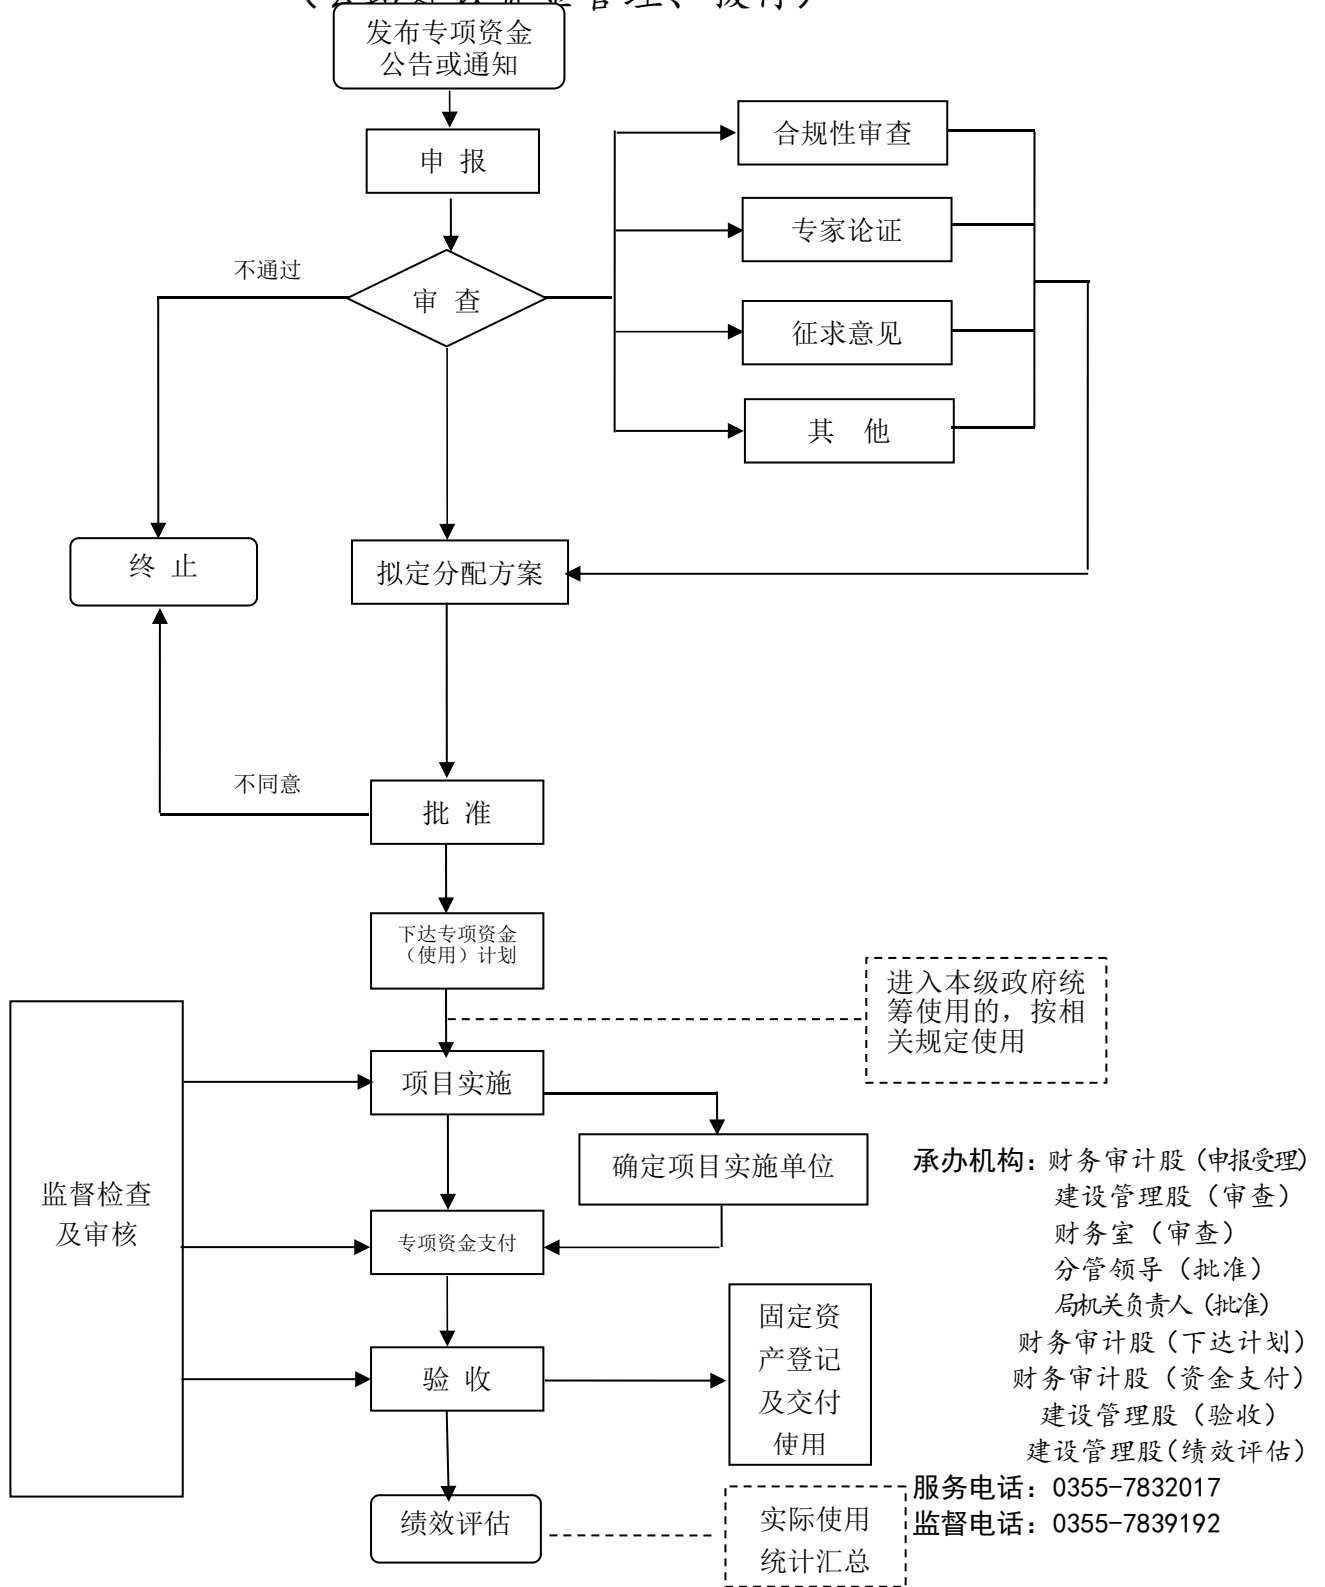 管理、拨付）
发布专项资金
公告或通知
申 报
合规性审查
专家论证
不通过
审 查
征求意见
其 他
终 止
拟定分配方案
不同意
批 准
下达专项资金
（使用）计划
进入本级政府统
筹使用的，按相
关规定使用
项目实施
确定项目实施单位
监督检查
及审核
专项资金支付
固定资
产登记
及交付
使用
验 收
绩效评估
实际使用
统计汇总
承办机构：财务审计股（申报受理）
建设管理股（审查）
财务室（审查）
分管领导（批准）
局机关负责人（批准）
财务审计股（下达计划）
财务审计股（资金支付）
建设管理股（验收）
建设管理股（绩效评估）
服务电话：0355-7832017
监督电话：0355-7839192